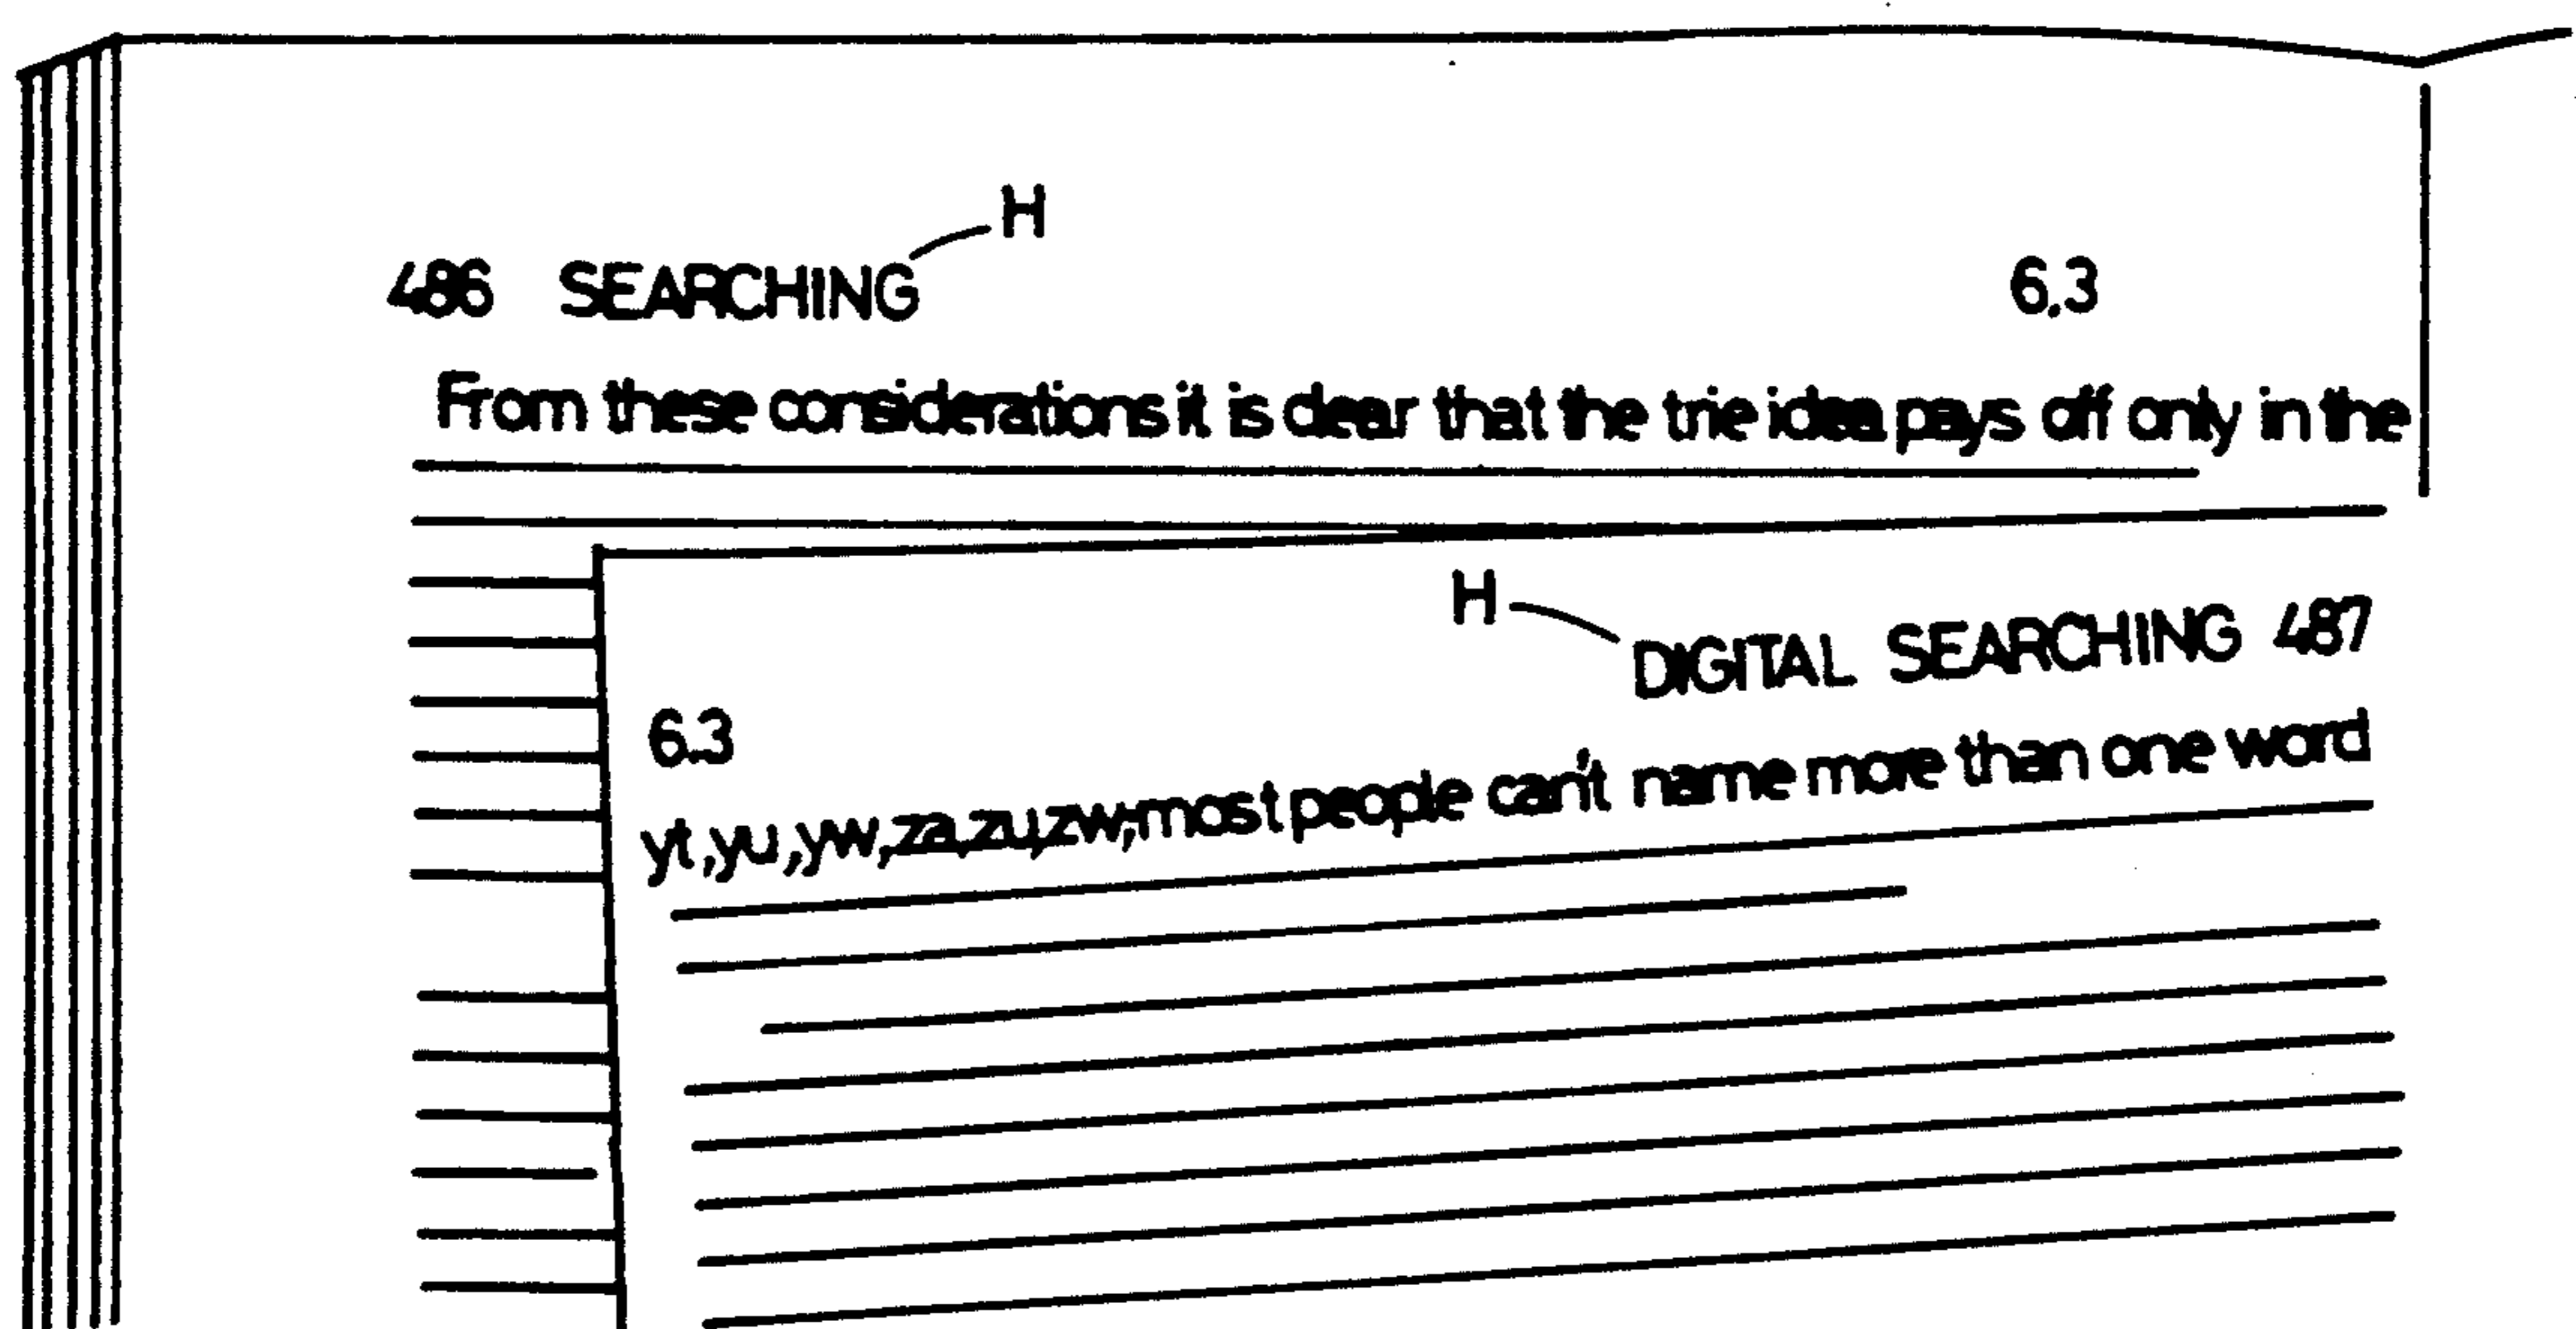 H
486 SEARCHING 6.3
From these considerations it is clear that the trie idea pays off only in the
H
DIGITAL SEARCHING 487
6.3
yt,yu,yw,za,zu,zw;most people can't name more than one word